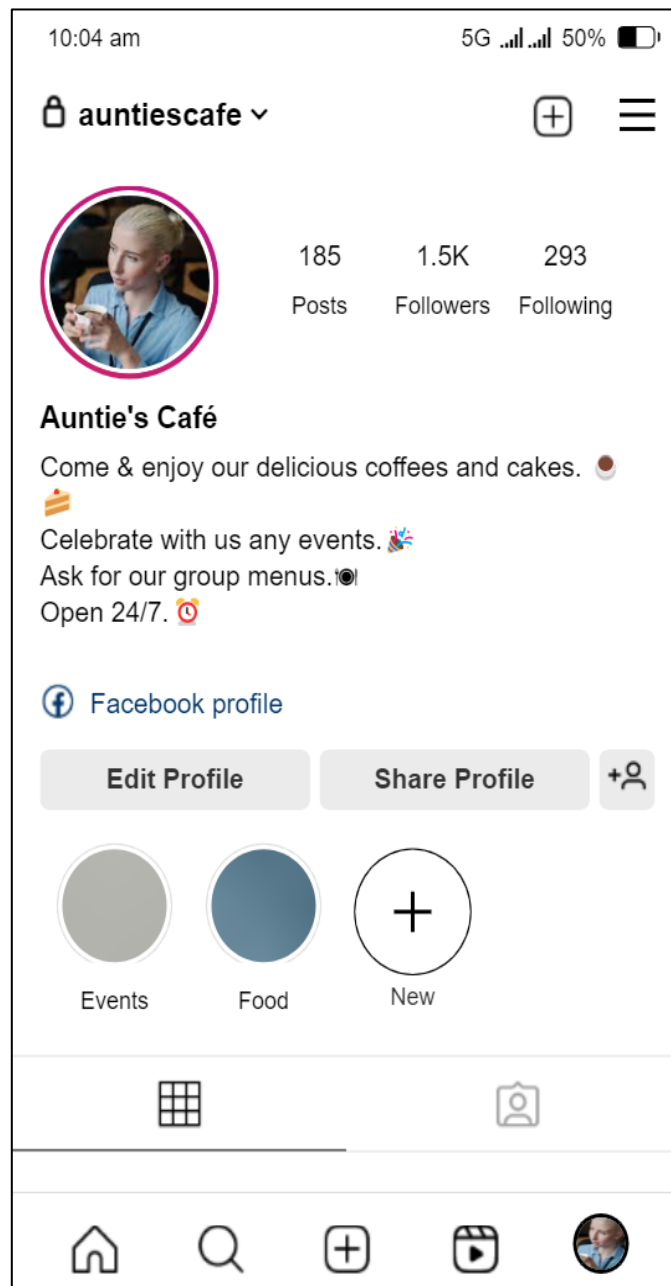 10:04 am 5G 50%
auntiescafe
185 1.5K 293
Posts Followers Following
Auntie's Café
Come & enjoy our delicious coffees and cakes. ☕
🍰
Celebrate with us any events.🎉
Ask for our group menus.🍽
Open 24/7. ⏰
Facebook profile
Edit Profile Share Profile
Events Food New